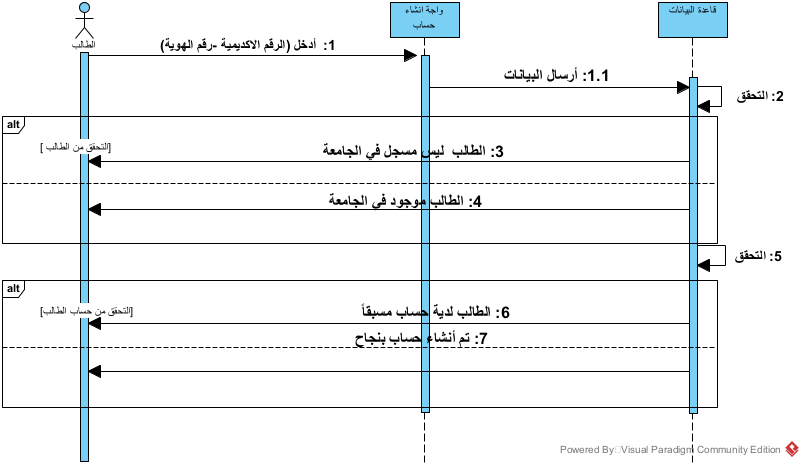 الطالب
واجة انشاء
حساب
قاعدة البيانات
1: أدخل (الرقم الاكديمية -رقم الهوية)
1.1: أرسال البيانات
2: التحقق
alt
[التحقق من الطالب ]
3: الطالب ليس مسجل في الجامعة
4: الطالب موجود في الجامعة
5: التحقق
alt
[التحقق من حساب الطالب]
6: الطالب لدية حساب مسبقاً
7: تم أنشاء حساب بنجاح
Powered By Visual Paradigm Community Edition